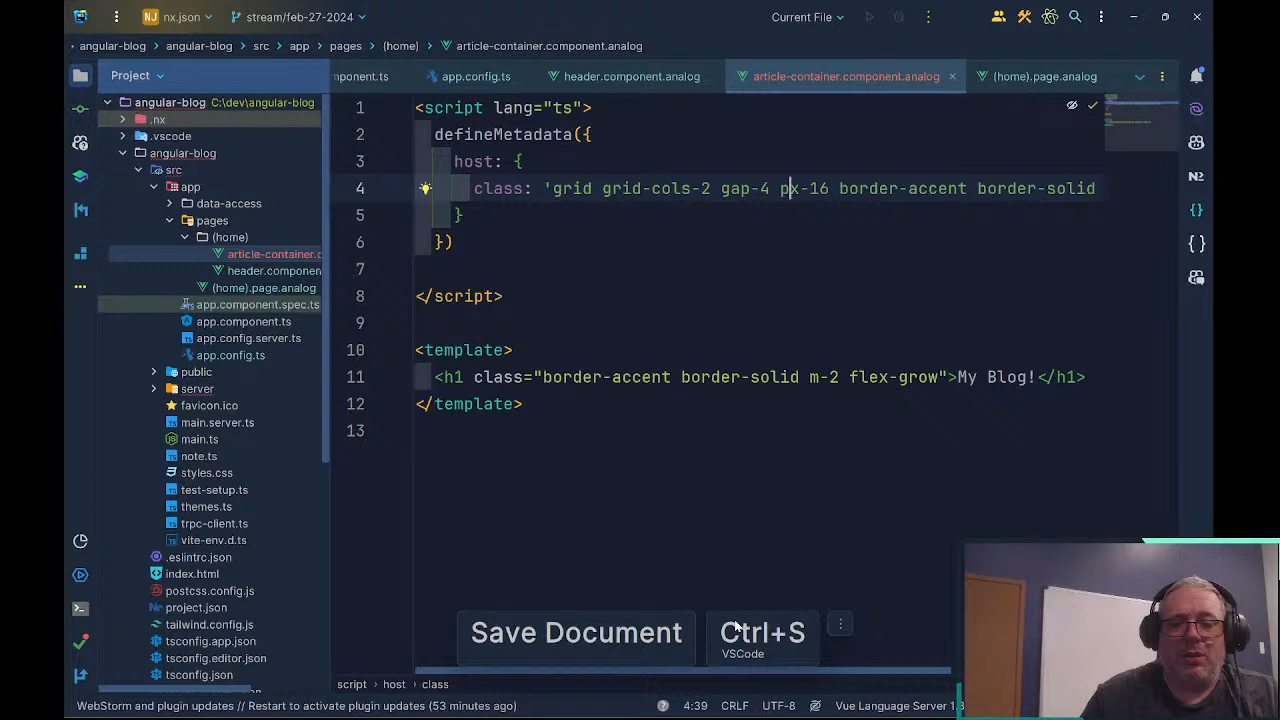 NJ nx.json
stream/feb-27-2024
Current File
angular-blog
angular-blog
src
app
pages
(home)
article-container.component.analog
Project
mponent.ts
app.config.ts
header.component.analog
article-container.component.analog
(home).page.analog
angular-blog C:\dev\angular-blog
.nx
.vscode
angular-blog
src
app
data-access
pages
(home)
article-container.c
header.componen
(home).page.analog
app.component.spec.ts
app.component.ts
app.config.server.ts
app.config.ts
public
server
favicon.ico
main.server.ts
main.ts
note.ts
styles.css
test-setup.ts
themes.ts
trpc-client.ts
vite-env.d.ts
.eslintrc.json
index.html
postcss.config.js
project.json
tailwind.config.js
tsconfig.app.json
tsconfig.editor.json
tsconfig.json
1 <script lang="ts">
2 defineMetadata({
3 host: {
4 class: 'grid grid-cols-2 gap-4 px-16 border-accent border-solid
5 }
6 })
7
8 </script>
9
10 <template>
11 <h1 class="border-accent border-solid m-2 flex-grow">My Blog!</h1>
12 </template>
13
N2
Save Document
Ctrl+S
VSCode
script
host
class
WebStorm and plugin updates // Restart to activate plugin updates (53 minutes ago)
4:39
CRLF
UTF-8
Vue Language Server 1.8